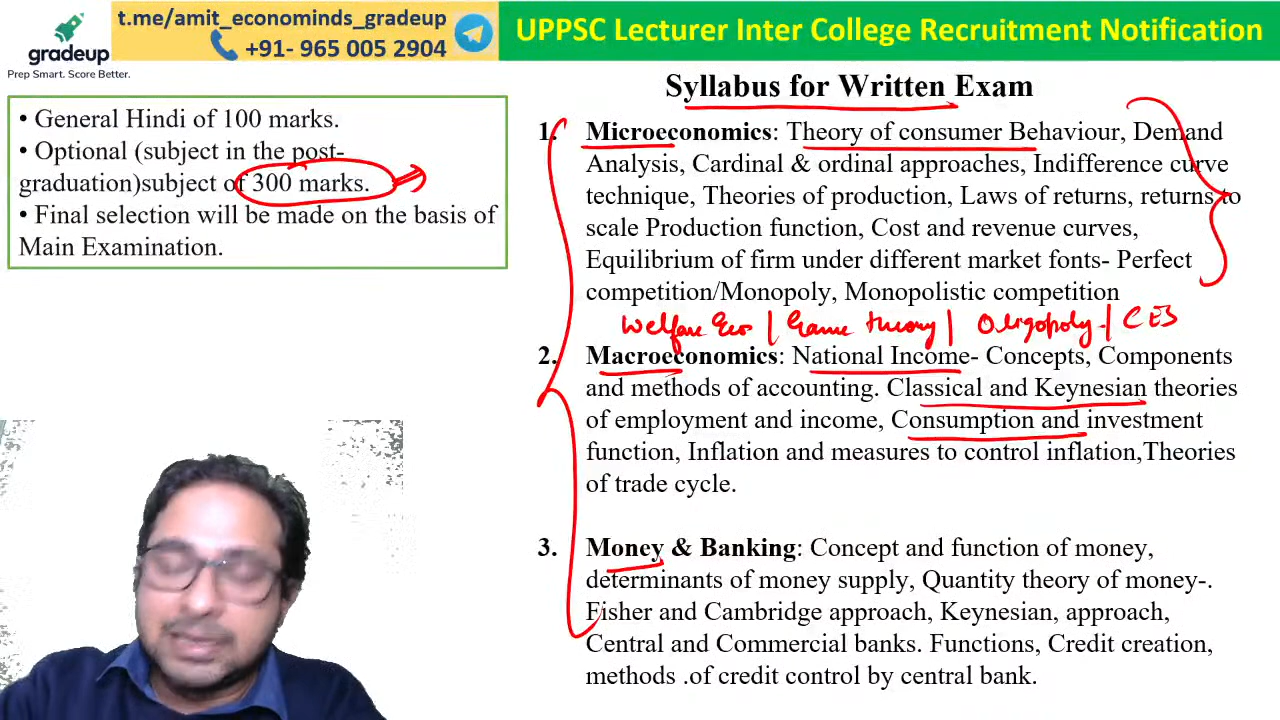 gradeup
Prep Smart. Score Better.
t.me/amit_econominds_gradeup
+91- 965 005 2904
UPPSC Lecturer Inter College Recruitment Notification
• General Hindi of 100 marks.
• Optional (subject in the post-
graduation)subject of 300 marks.
• Final selection will be made on the basis of
Main Examination.
Syllabus for Written Exam
1. Microeconomics: Theory of consumer Behaviour, Demand
Analysis, Cardinal & ordinal approaches, Indifference curve
technique, Theories of production, Laws of returns, returns to
scale Production function, Cost and revenue curves,
Equilibrium of firm under different market fonts- Perfect
competition/Monopoly, Monopolistic competition
Welfare Eco | Game theory | Oligopoly | CES
2. Macroeconomics: National Income- Concepts, Components
and methods of accounting. Classical and Keynesian theories
of employment and income, Consumption and investment
function, Inflation and measures to control inflation,Theories
of trade cycle.
3. Money & Banking: Concept and function of money,
determinants of money supply, Quantity theory of money-.
Fisher and Cambridge approach, Keynesian, approach,
Central and Commercial banks. Functions, Credit creation,
methods .of credit control by central bank.